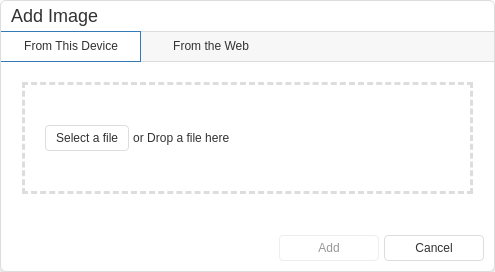 Add Image
From This Device From the Web
Select a file or Drop a file here
Add Cancel